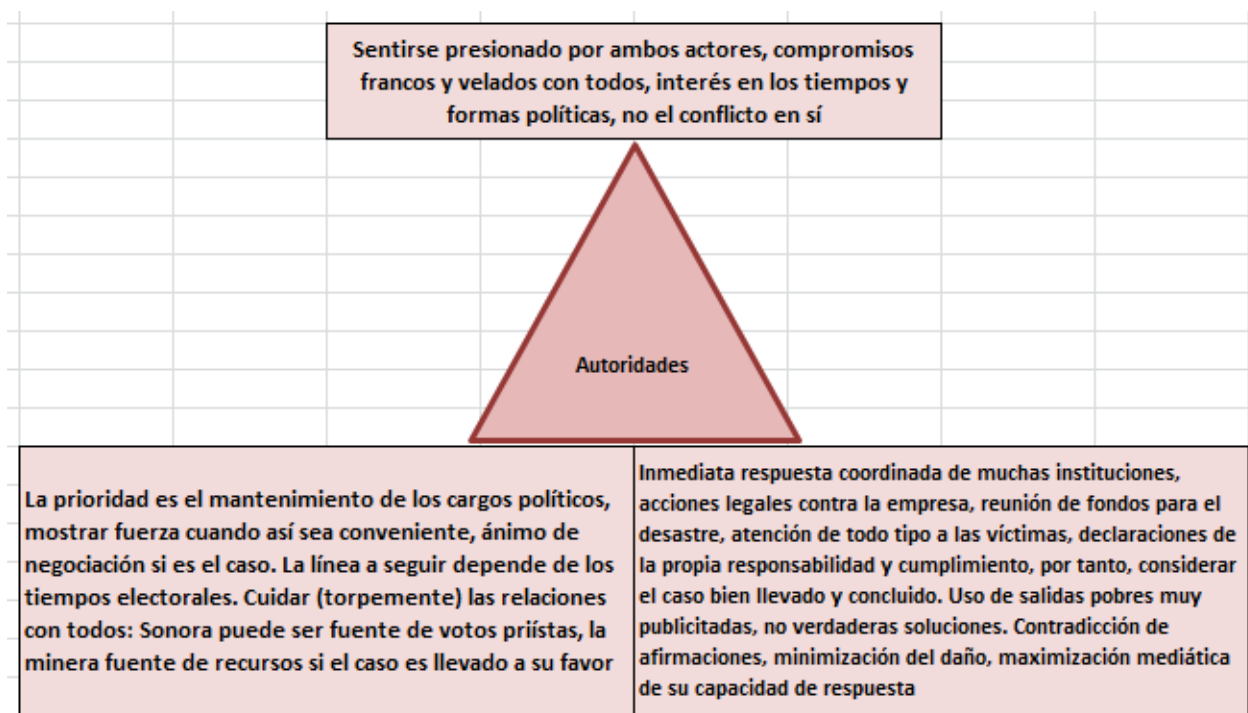 Sentirse presionado por ambos actores, compromisos
francos y velados con todos, interés en los tiempos y
formas políticas, no el conflicto en sí
Autoridades
La prioridad es el mantenimiento de los cargos políticos,
mostrar fuerza cuando así sea conveniente, ánimo de
negociación si es el caso. La línea a seguir depende de los
tiempos electorales. Cuidar (torpemente) las relaciones
con todos: Sonora puede ser fuente de votos priístas, la
minera fuente de recursos si el caso es llevado a su favor
Inmediata respuesta coordinada de muchas instituciones,
acciones legales contra la empresa, reunión de fondos para el
desastre, atención de todo tipo a las víctimas, declaraciones de
la propia responsabilidad y cumplimiento, por tanto, considerar
el caso bien llevado y concluido. Uso de salidas pobres muy
publicitadas, no verdaderas soluciones. Contradicción de
afirmaciones, minimización del daño, maximización mediática
de su capacidad de respuesta